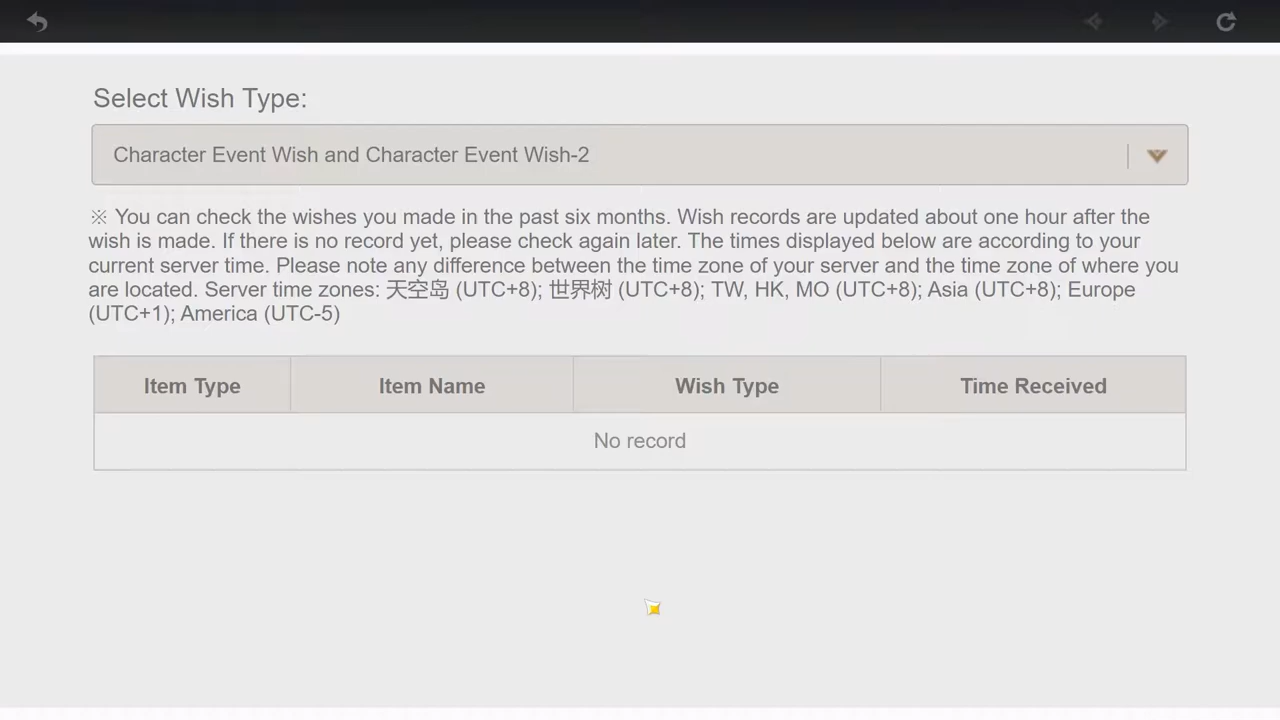 Select Wish Type:
Character Event Wish and Character Event Wish-2
※ You can check the wishes you made in the past six months. Wish records are updated about one hour after the
wish is made. If there is no record yet, please check again later. The times displayed below are according to your
current server time. Please note any difference between the time zone of your server and the time zone of where you
are located. Server time zones: 天空岛 (UTC+8); 世界树 (UTC+8); TW, HK, MO (UTC+8); Asia (UTC+8); Europe
(UTC+1); America (UTC-5)
Item Type Item Name Wish Type Time Received
No record